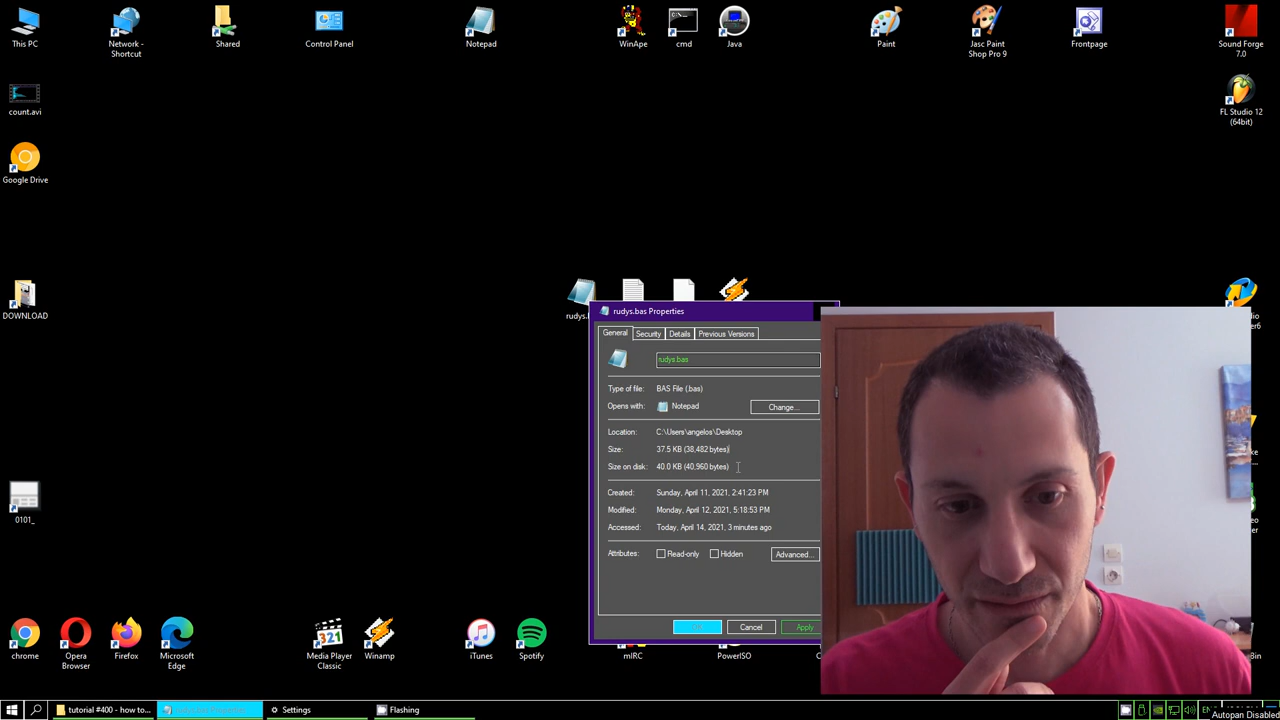 This PC
Network -
Shortcut
Shared
Control Panel
Notepad
WinApe
cmd
Java
Paint
Jasc Paint
Shop Pro 9
Frontpage
Sound Forge
7.0
count.avi
FL Studio 12
(64bit)
Google Drive
DOWNLOAD
rudys.bas Properties
General
Security
Details
Previous Versions
rudys.bas
Type of file:
BAS File (.bas)
Opens with:
Notepad
Change...
Location:
C:\Users\angelos\Desktop
Size:
37.5 KB (38,482 bytes)
Size on disk:
40.0 KB (40,960 bytes)
Created:
Sunday, April 11, 2021, 2:41:23 PM
Modified:
Monday, April 12, 2021, 5:18:53 PM
Accessed:
Today, April 14, 2021, 3 minutes ago
Attributes:
Read-only
Hidden
Advanced...
Cancel
Apply
0101_
chrome
Opera
Browser
Firefox
Microsoft
Edge
Media Player
Classic
Winamp
iTunes
Spotify
mIRC
PowerISO
tutorial #400 - how to...
rudys.bas Properties
Settings
Flashing
Autopan Disabled